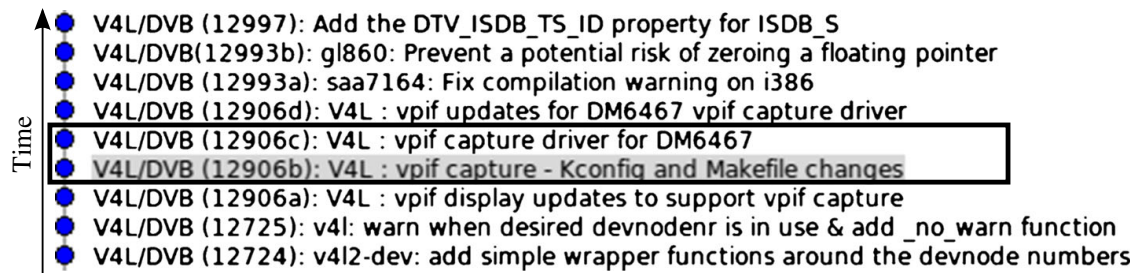 V4L/DVB (12997): Add the DTV_ISDB_TS_ID property for ISDB_S
V4L/DVB(12993b): gl860: Prevent a potential risk of zeroing a floating pointer
V4L/DVB (12993a): saa7164: Fix compilation warning on i386
V4L/DVB (12906d): V4L : vpif updates for DM6467 vpif capture driver
V4L/DVB (12906c): V4L : vpif capture driver for DM6467
V4L/DVB (12906b): V4L : vpif capture - Kconfig and Makefile changes
V4L/DVB (12906a): V4L : vpif display updates to support vpif capture
V4L/DVB (12725): v4l: warn when desired devnodenr is in use & add _no_warn function
V4L/DVB (12724): v4l2-dev: add simple wrapper functions around the devnode numbers
Time